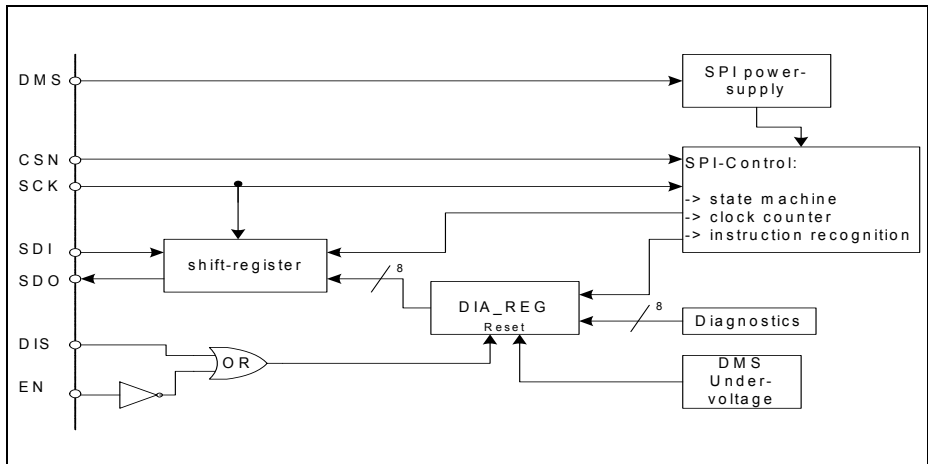 DMS
SPI power-
supply
CSN
SCK
SPI-Control:
-> state machine
-> clock counter
-> instruction recognition
SDI
SDO
shift-register
8
DIA_REG
Reset
8
Diagnostics
DIS
EN
OR
DMS
Under-
voltage